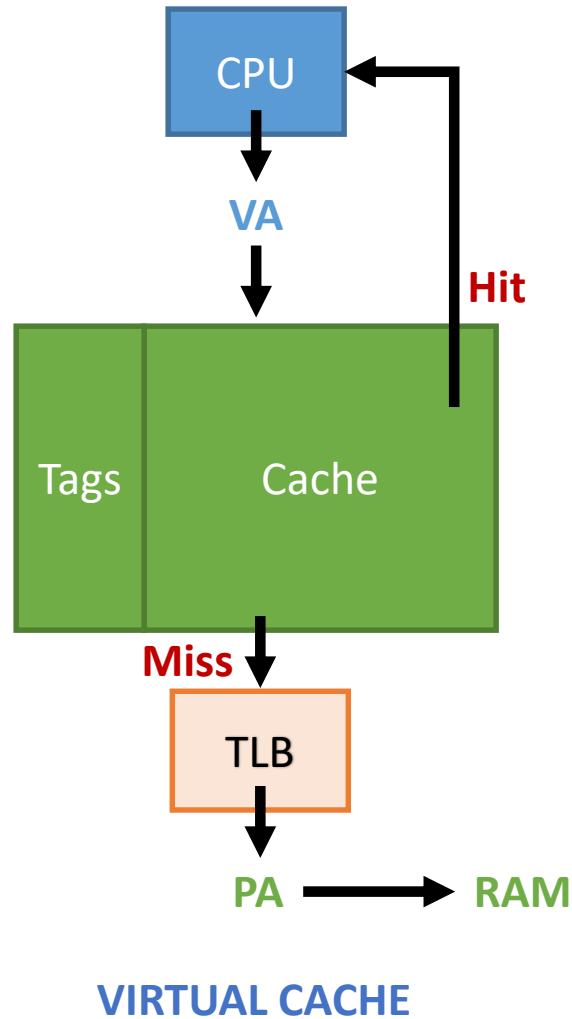 CPU
VA
Hit
Tags
Cache
Miss
TLB
PA
RAM
VIRTUAL CACHE